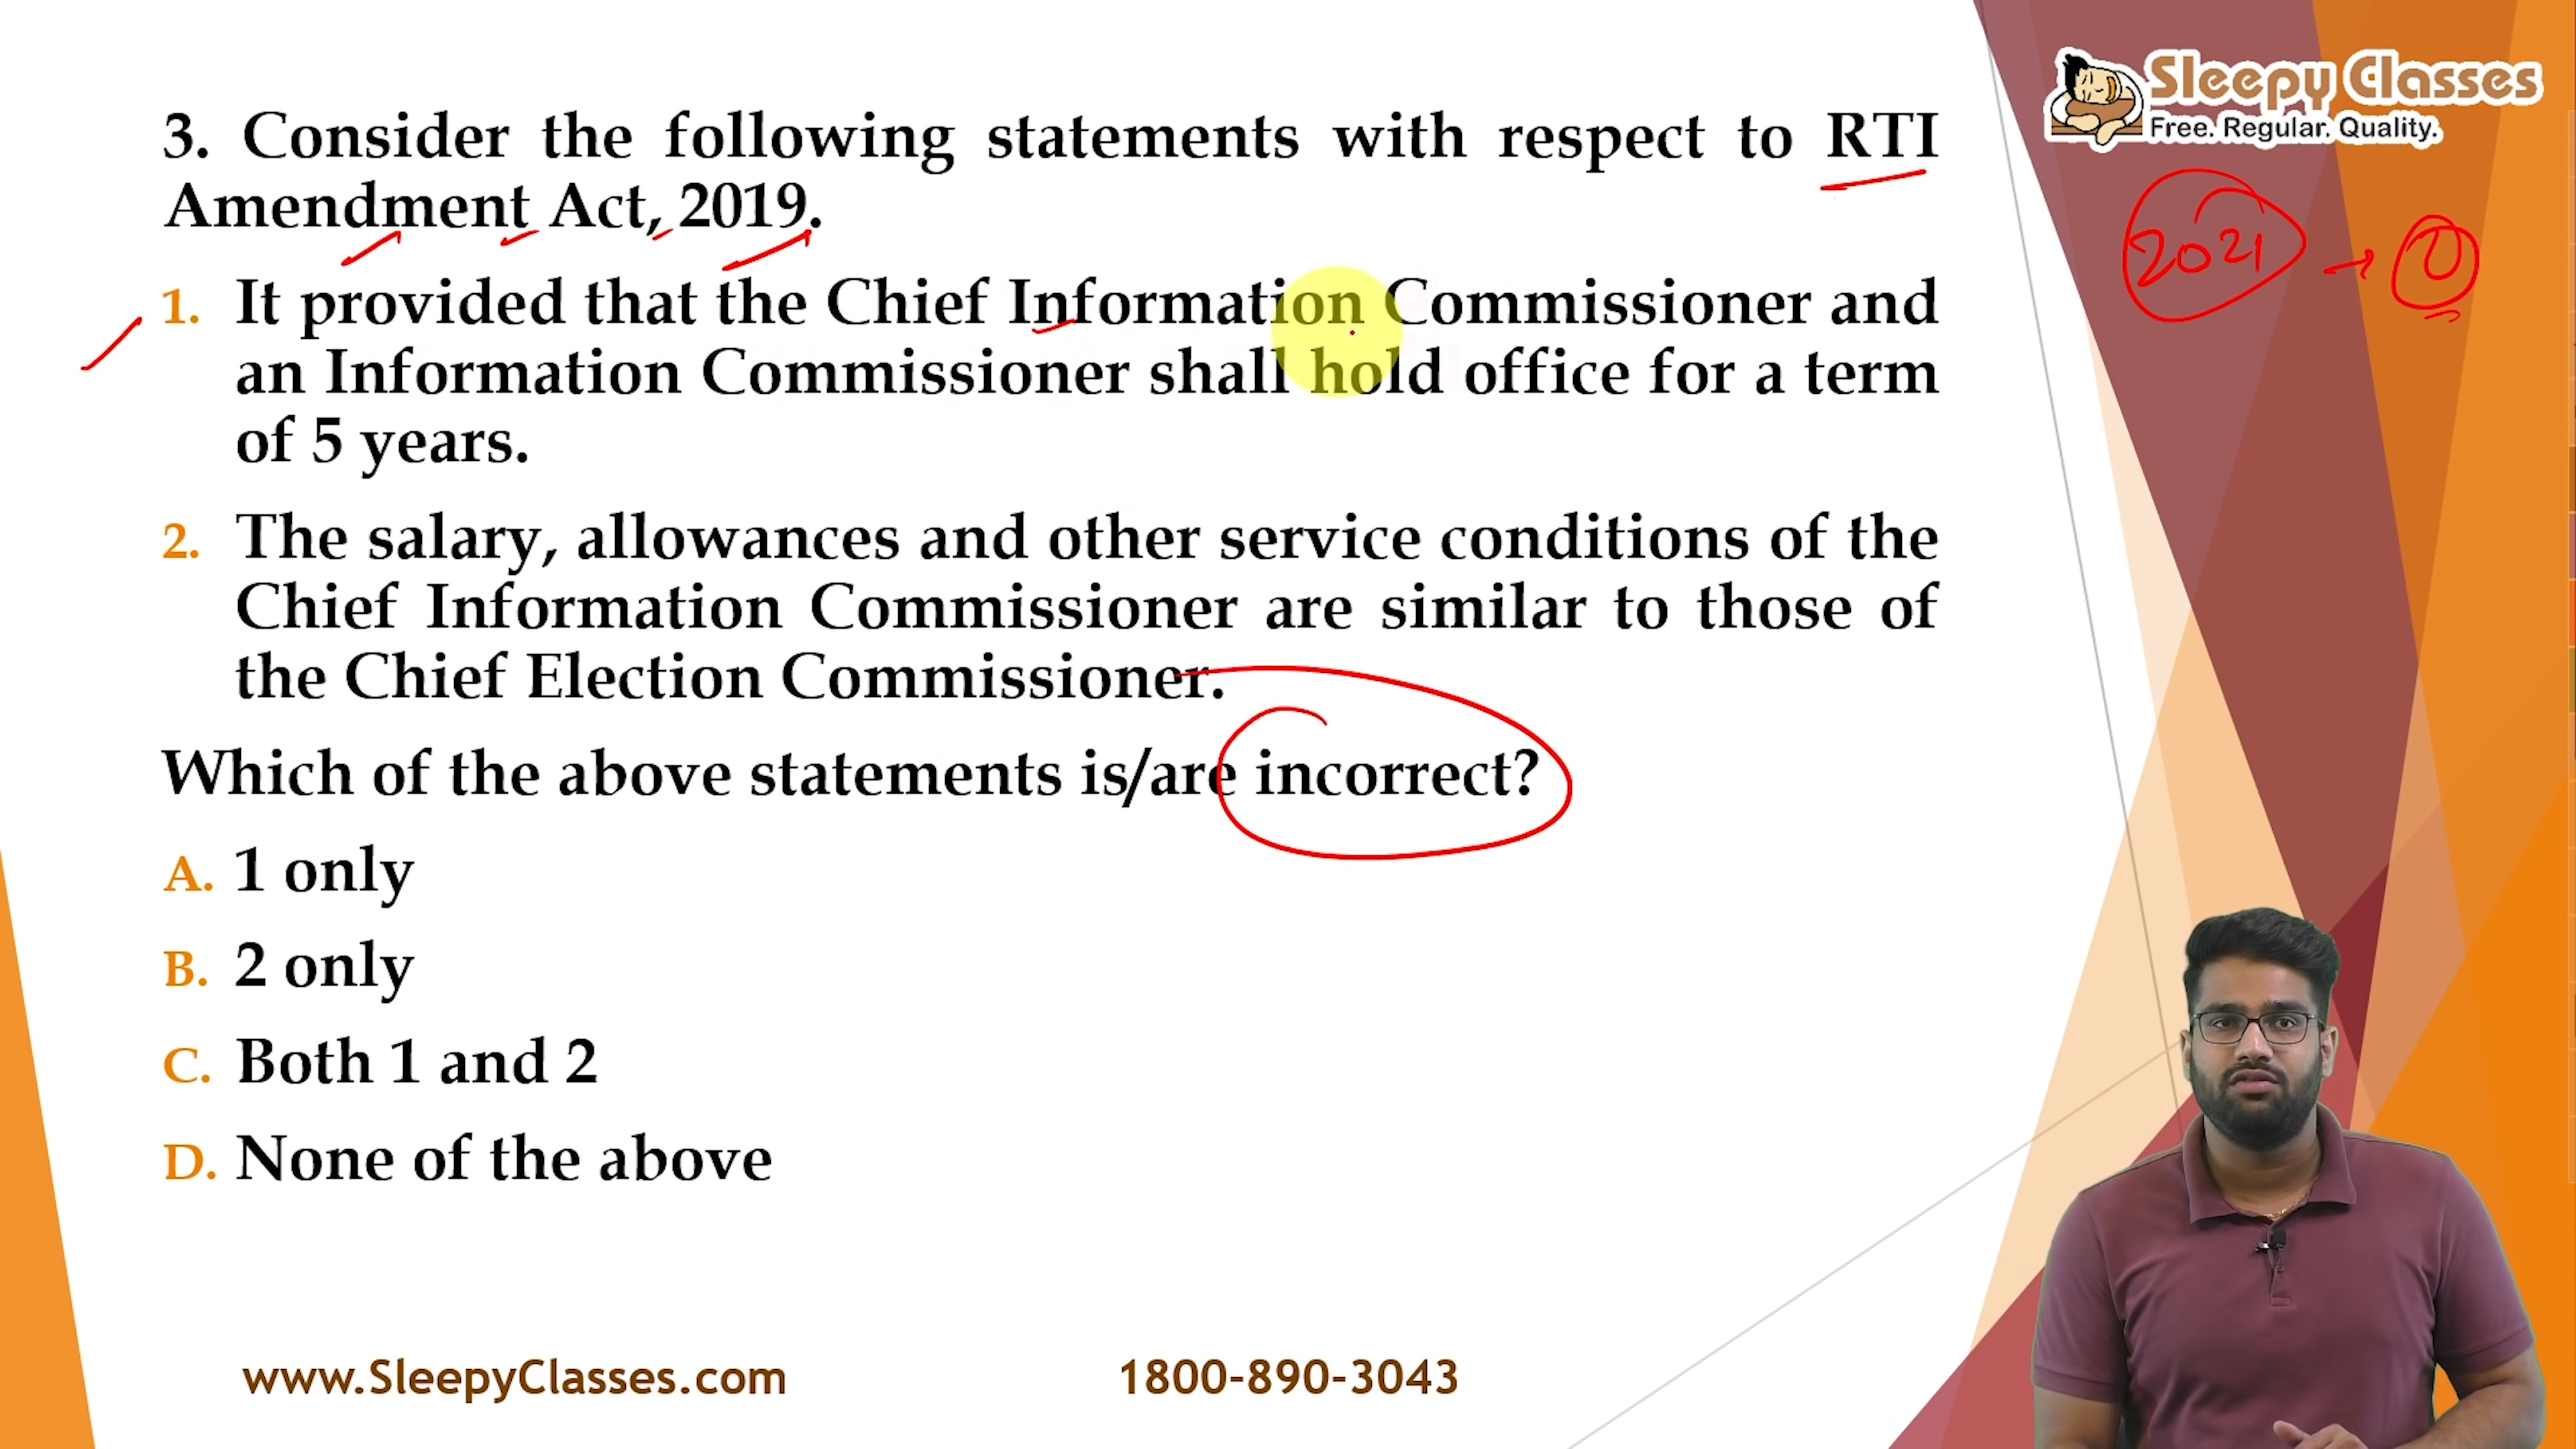 Sleepy Classes
Free. Regular. Quality.
3. Consider the following statements with respect to RTI
Amendment Act, 2019.
2021 →
1. It provided that the Chief Information Commissioner and
an Information Commissioner shall hold office for a term
of 5 years.
2. The salary, allowances and other service conditions of the
Chief Information Commissioner are similar to those of
the Chief Election Commissioner.
Which of the above statements is/are incorrect?
A. 1 only
B. 2 only
C. Both 1 and 2
D. None of the above
www.SleepyClasses.com
1800-890-3043